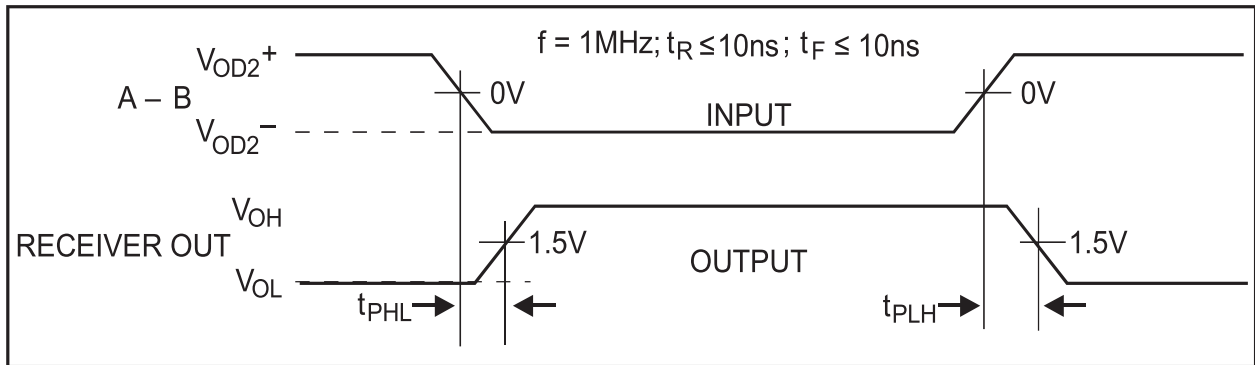 f = 1MHz; tR ≤10ns; tF ≤ 10ns
VOD2+
A – B
0V
0V
INPUT
VOD2–
VOH
RECEIVER OUT
1.5V
1.5V
OUTPUT
VOL
tPHL
tPLH